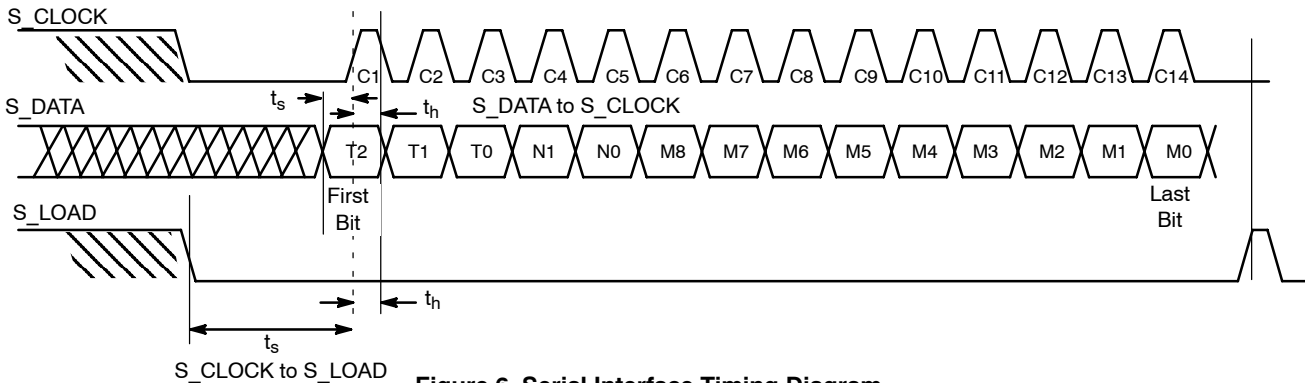 S_CLOCK
C1 C2 C3 C4 C5 C6 C7 C8 C9 C10 C11 C12 C13 C14
ts
S_DATA
th S_DATA to S_CLOCK
T2 T1 T0 N1 N0 M8 M7 M6 M5 M4 M3 M2 M1 M0
First
Bit
Last
Bit
S_LOAD
th
ts
S_CLOCK to S_LOAD
Figure 6. Serial Interface Timing Diagram